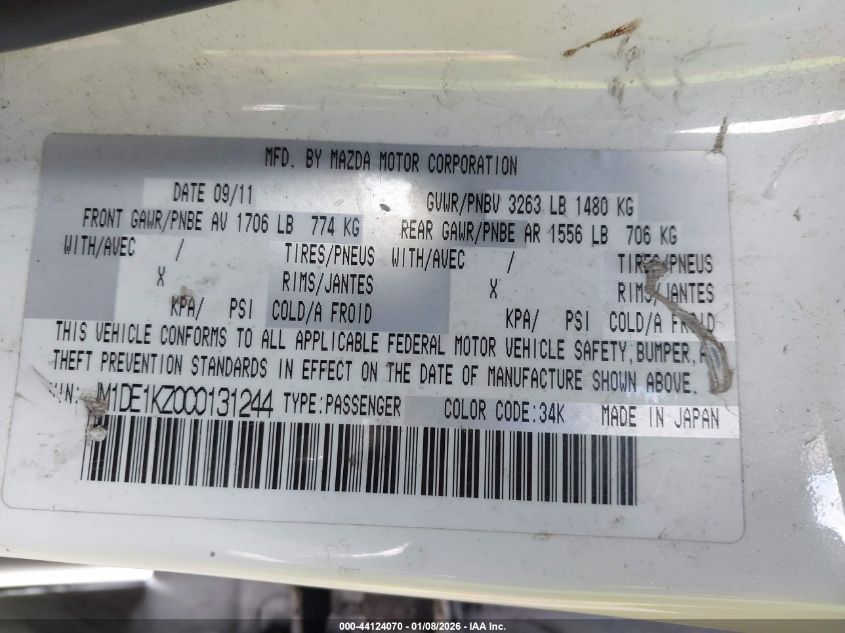 MFD. BY MAZDA MOTOR CORPORATION
DATE 09/11 GVWR/PNBV 3263 LB 1480 KG
FRONT GAWR/PNBE AV 1706 LB 774 KG REAR GAWR/PNBE AR 1556 LB 706 KG
WITH/AVEC / TIRES/PNEUS WITH/AVEC / TIRES/PNEUS
X RIMS/JANTES X RIMS/JANTES
KPA/ PSI COLD/A FROID KPA/ PSI COLD/A FROID
THIS VEHICLE CONFORMS TO ALL APPLICABLE FEDERAL MOTOR VEHICLE SAFETY, BUMPER,
THEFT PREVENTION STANDARDS IN EFFECT ON THE DATE OF MANUFACTURE SHOWN ABOVE.
TYPE:PASSENGER COLOR CODE:34K MADE IN JAPAN
000-44124070 - 01/08/2026 - IAA Inc.